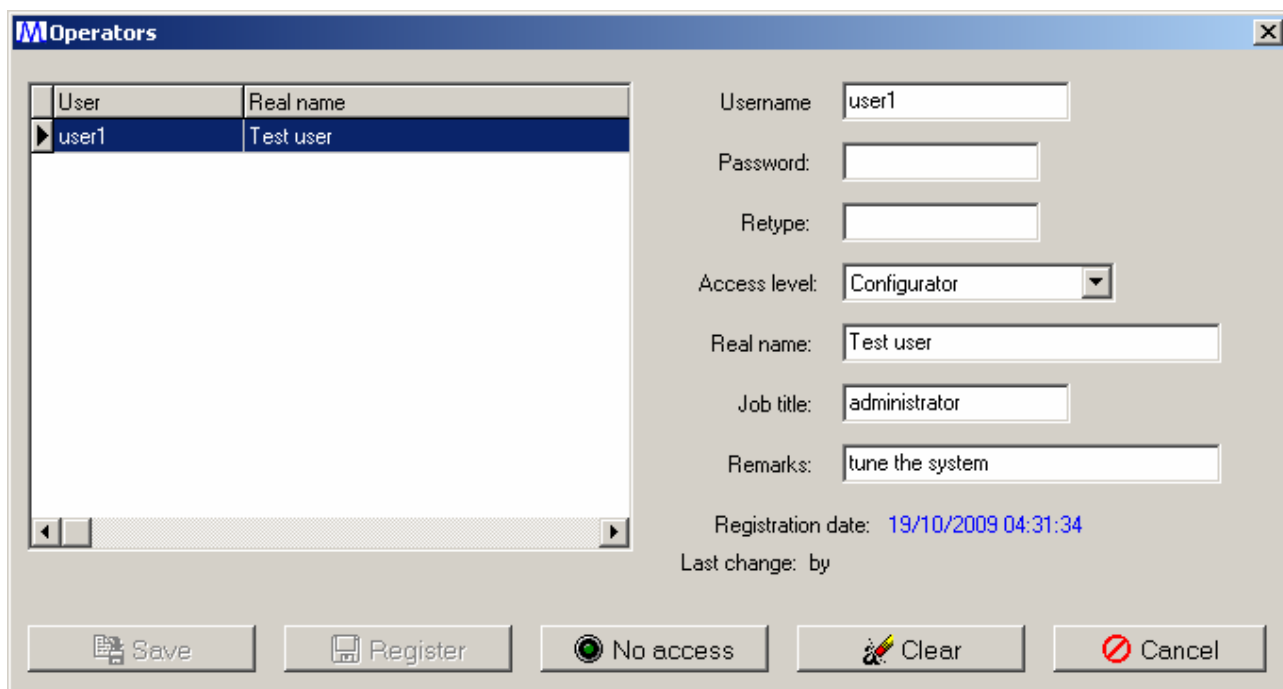 Operators
User Real name
user1 Test user
Username user1
Password:
Retype:
Access level: Configurator
Real name: Test user
Job title: administrator
Remarks: tune the system
Registration date: 19/10/2009 04:31:34
Last change: by
Save Register No access Clear Cancel